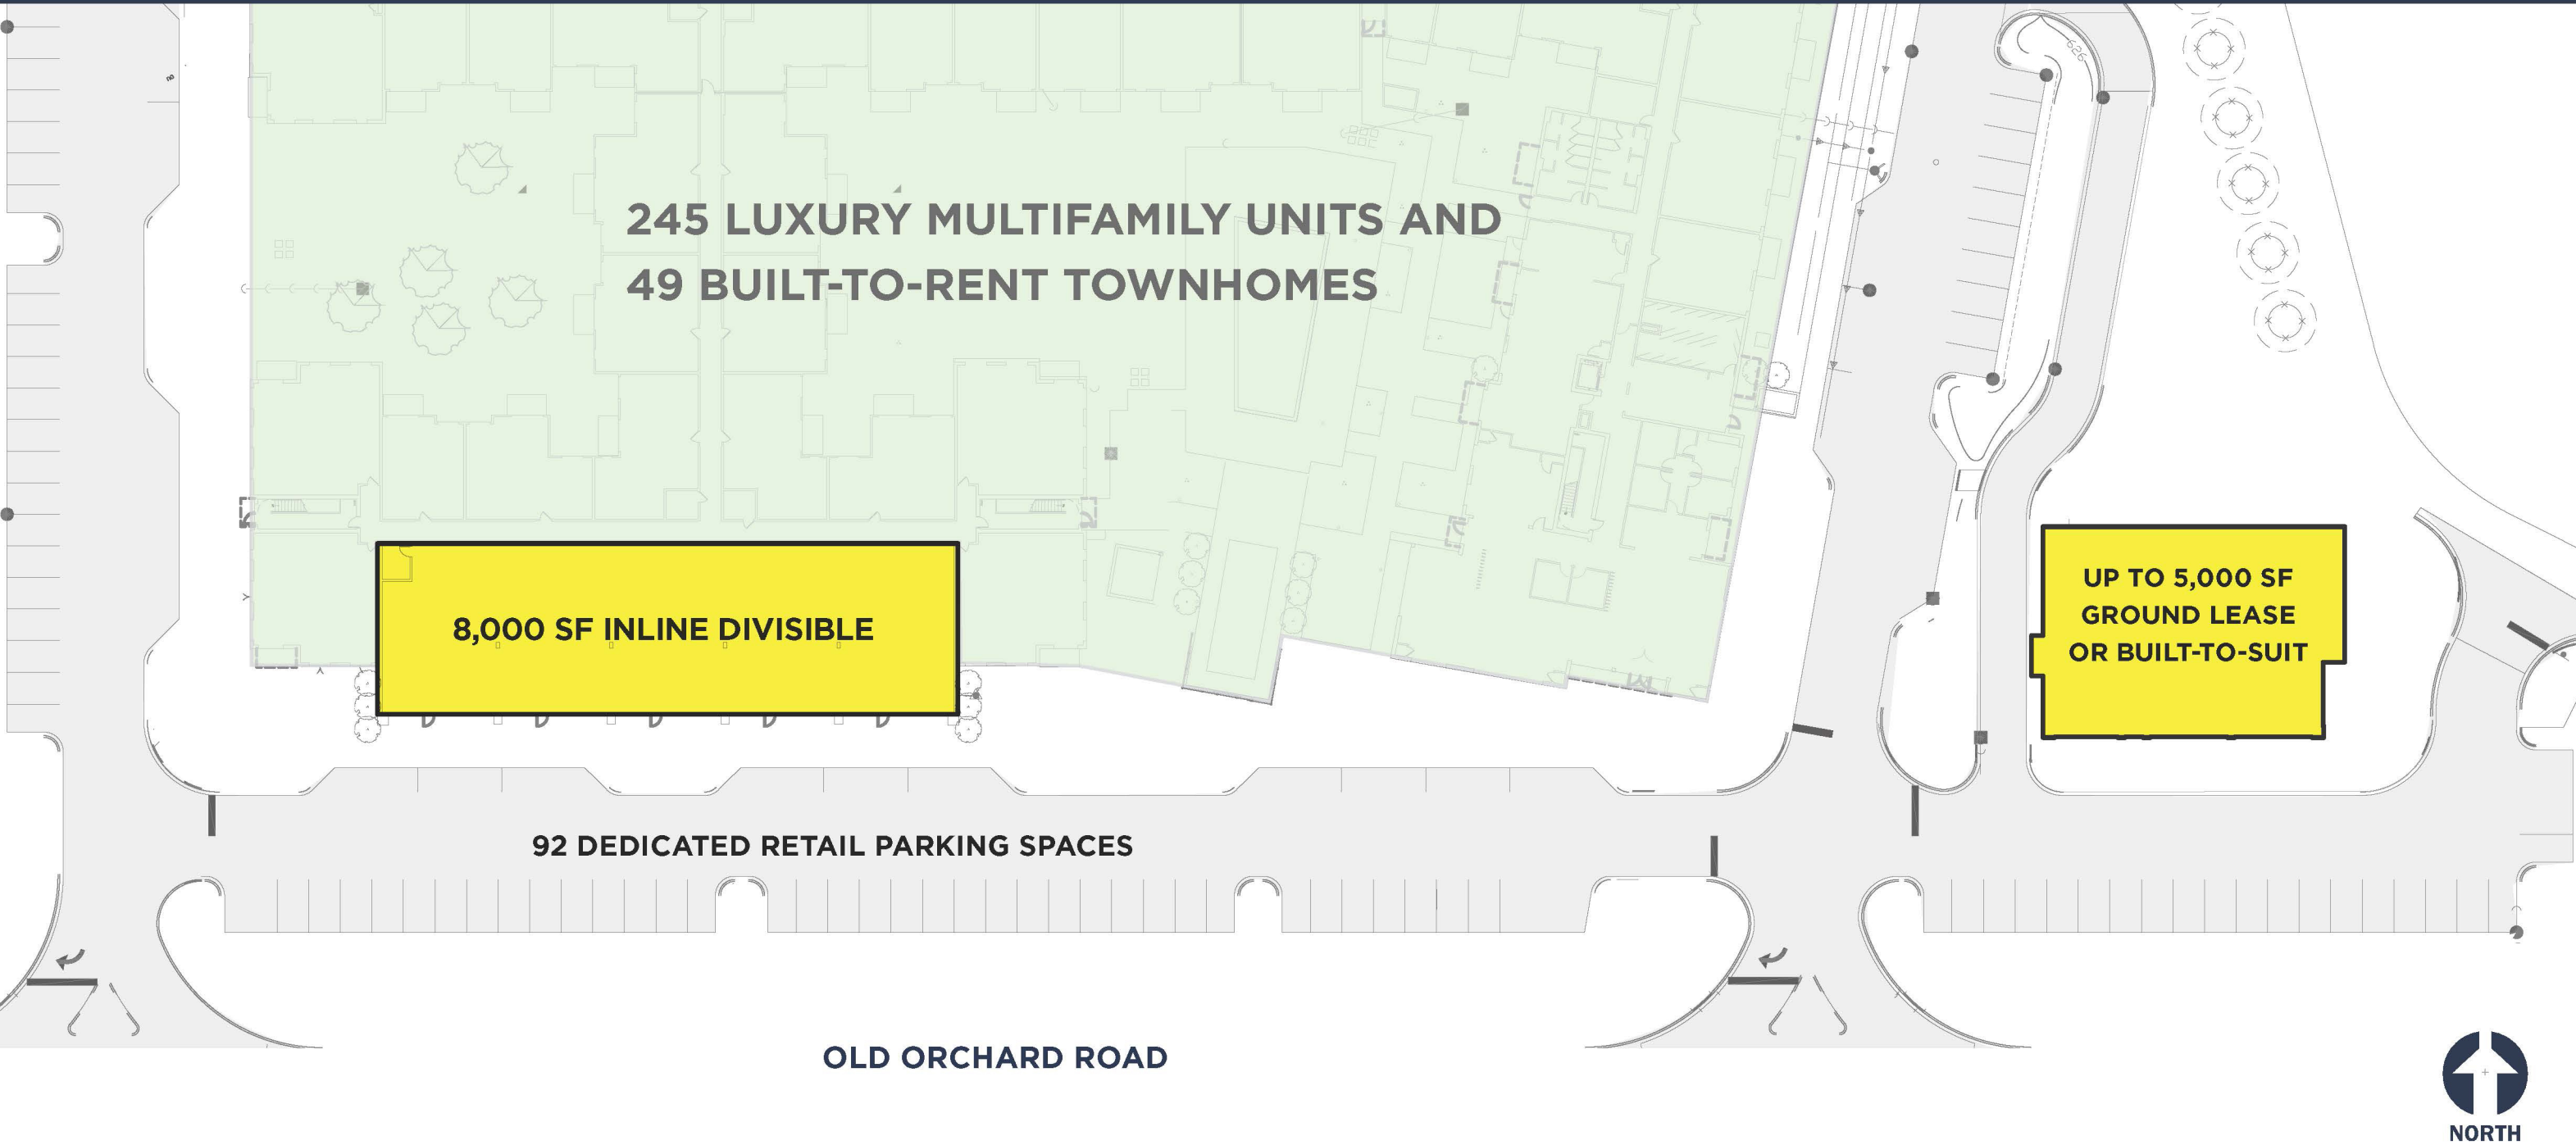 626
245 LUXURY MULTIFAMILY UNITS AND
49 BUILT-TO-RENT TOWNHOMES
8,000 SF INLINE DIVISIBLE
UP TO 5,000 SF
GROUND LEASE
OR BUILT-TO-SUIT
92 DEDICATED RETAIL PARKING SPACES
OLD ORCHARD ROAD
NORTH